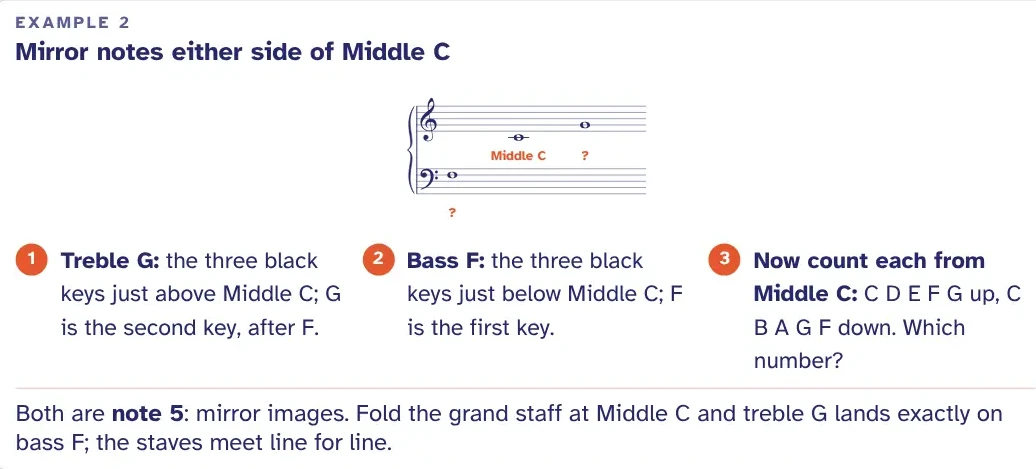 EXAMPLE 2
Mirror notes either side of Middle C
Middle C
?
?
1
Treble G: the three black
keys just above Middle C; G
is the second key, after F.
2
Bass F: the three black
keys just below Middle C; F
is the first key.
3
Now count each from
Middle C: C D E F G up, C
B A G F down. Which
number?
Both are note 5: mirror images. Fold the grand staff at Middle C and treble G lands exactly on
bass F; the staves meet line for line.